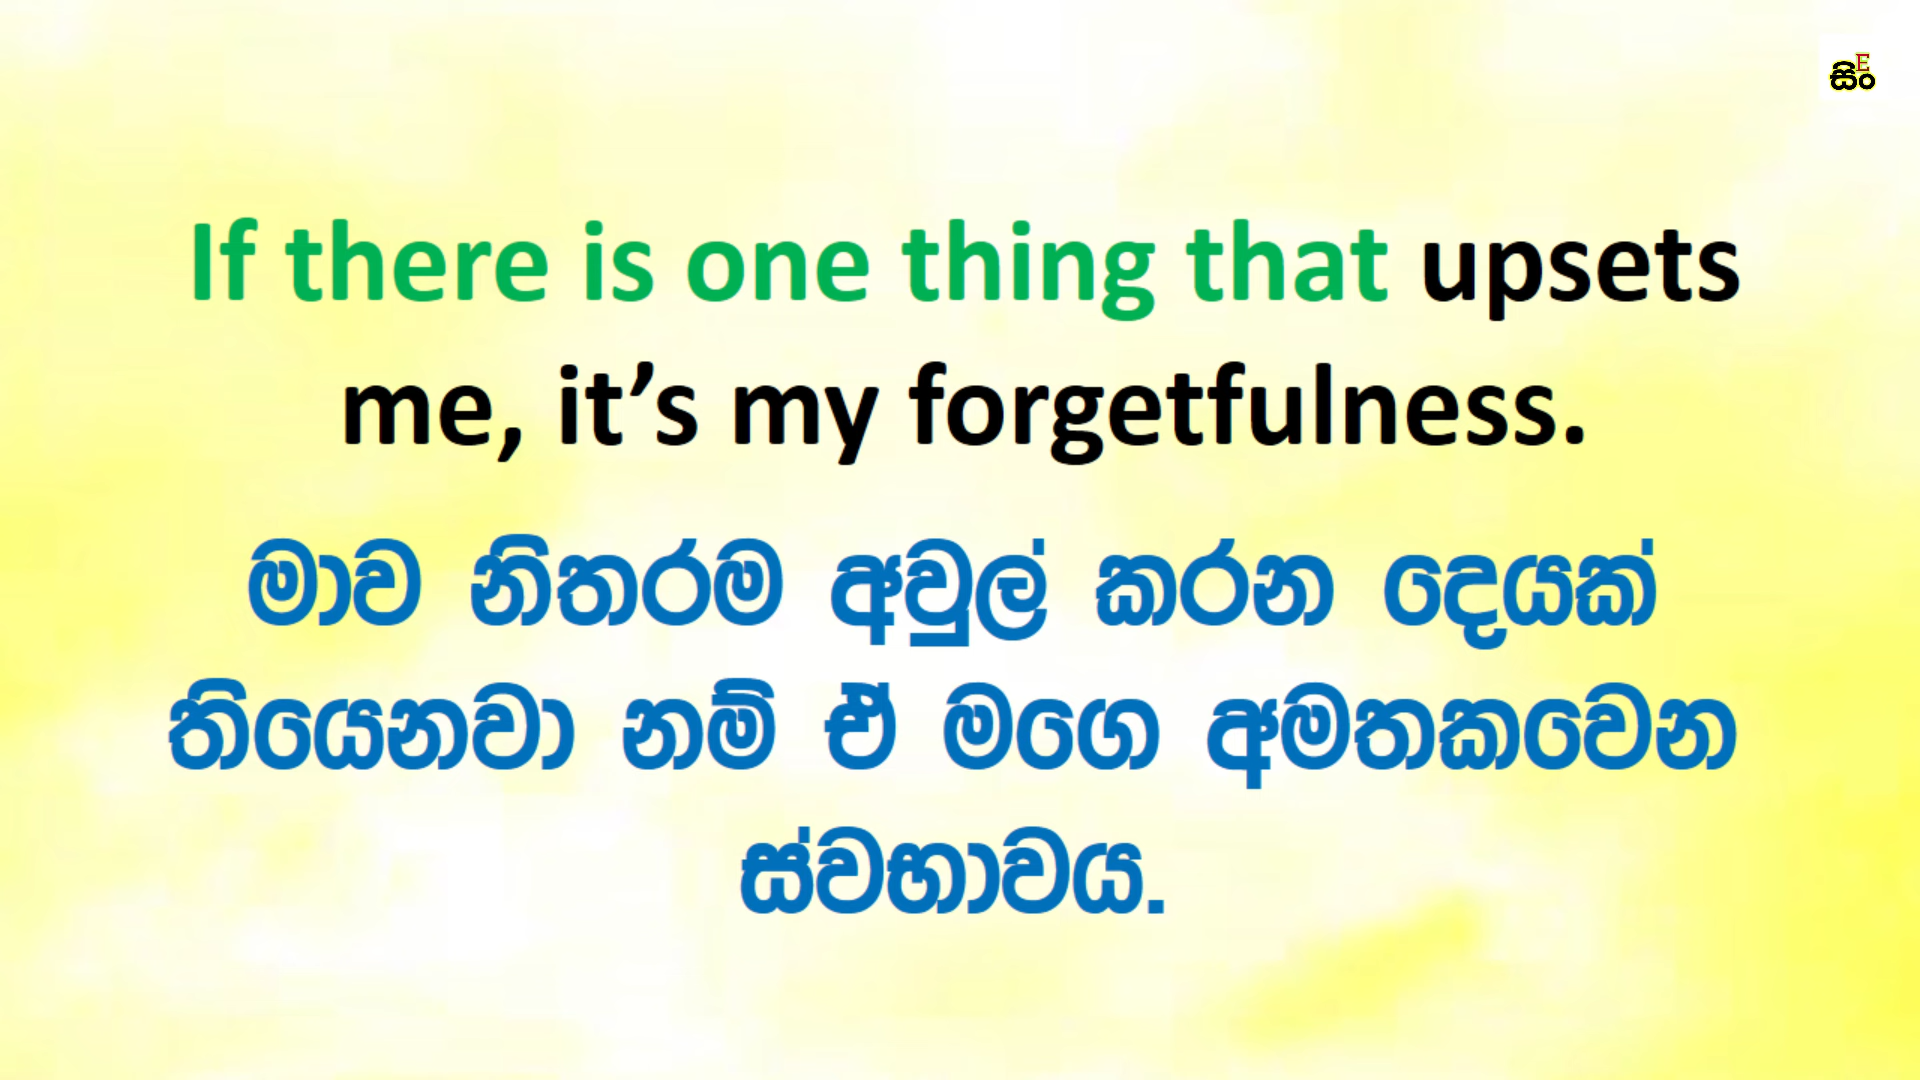 සිංE
If there is one thing that upsets
me, it’s my forgetfulness.
මාව නිතරම අවුල් කරන දෙයක්
තියෙනවා නම් ඒ මගෙ අමතකවෙන
ස්වභාවය.